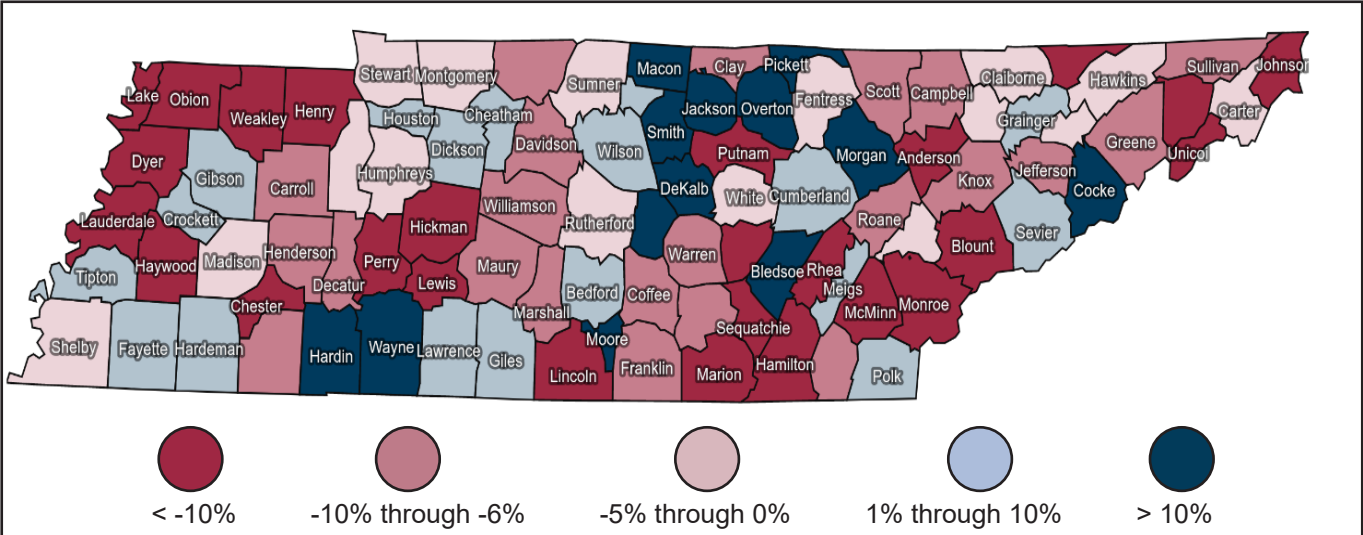 Stewart
Montgomery
Sumner
Macon
Clay
Pickett
Scott
Campbell
Claiborne
Hawkins
Sullivan
Johnson
Lake
Obion
Weakley
Henry
Houston
Cheatham
Dickson
Davidson
Wilson
Smith
Jackson
Overton
Fentress
Morgan
Anderson
Grainger
Greene
Carter
Unicoi
Dyer
Gibson
Carroll
Humphreys
Putnam
DeKalb
White
Cumberland
Roane
Knox
Jefferson
Cocke
Sevier
Blount
Lauderdale
Crockett
Williamson
Rutherford
Hickman
Tipton
Haywood
Madison
Henderson
Decatur
Perry
Lewis
Maury
Warren
Bledsoe
Rhea
Meigs
McMinn
Monroe
Bedford
Coffee
Marshall
Chester
Moore
Sequatchie
Shelby
Fayette
Hardeman
Hardin
Wayne
Lawrence
Giles
Lincoln
Franklin
Marion
Hamilton
Polk
< -10%
-10% through -6%
-5% through 0%
1% through 10%
> 10%